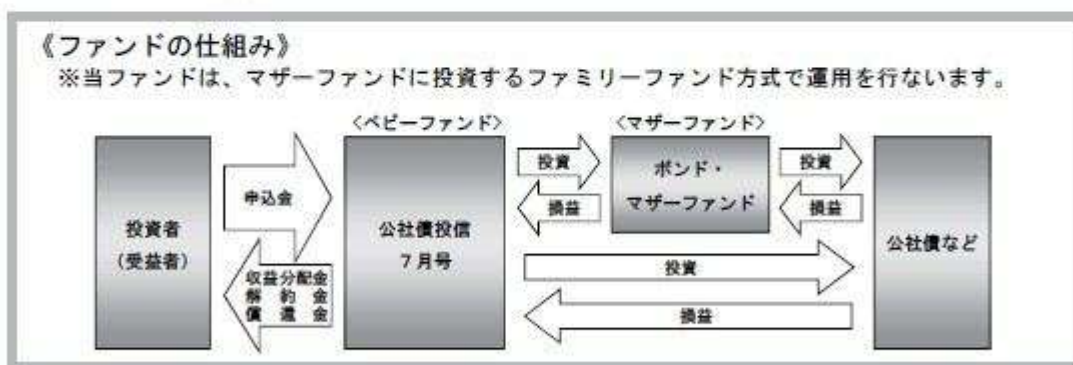 《ファンドの仕組み》
※当ファンドは、マザーファンドに投資するファミリーファンド方式で運用を行ないます。
〈ベビーファンド〉
〈マザーファンド〉
投資者
(受益者)
申込金
収益分配金
解約金
償還金
公社債投信
7月号
投資
損益
ボンド・
マザーファンド
投資
損益
投資
損益
公社債など